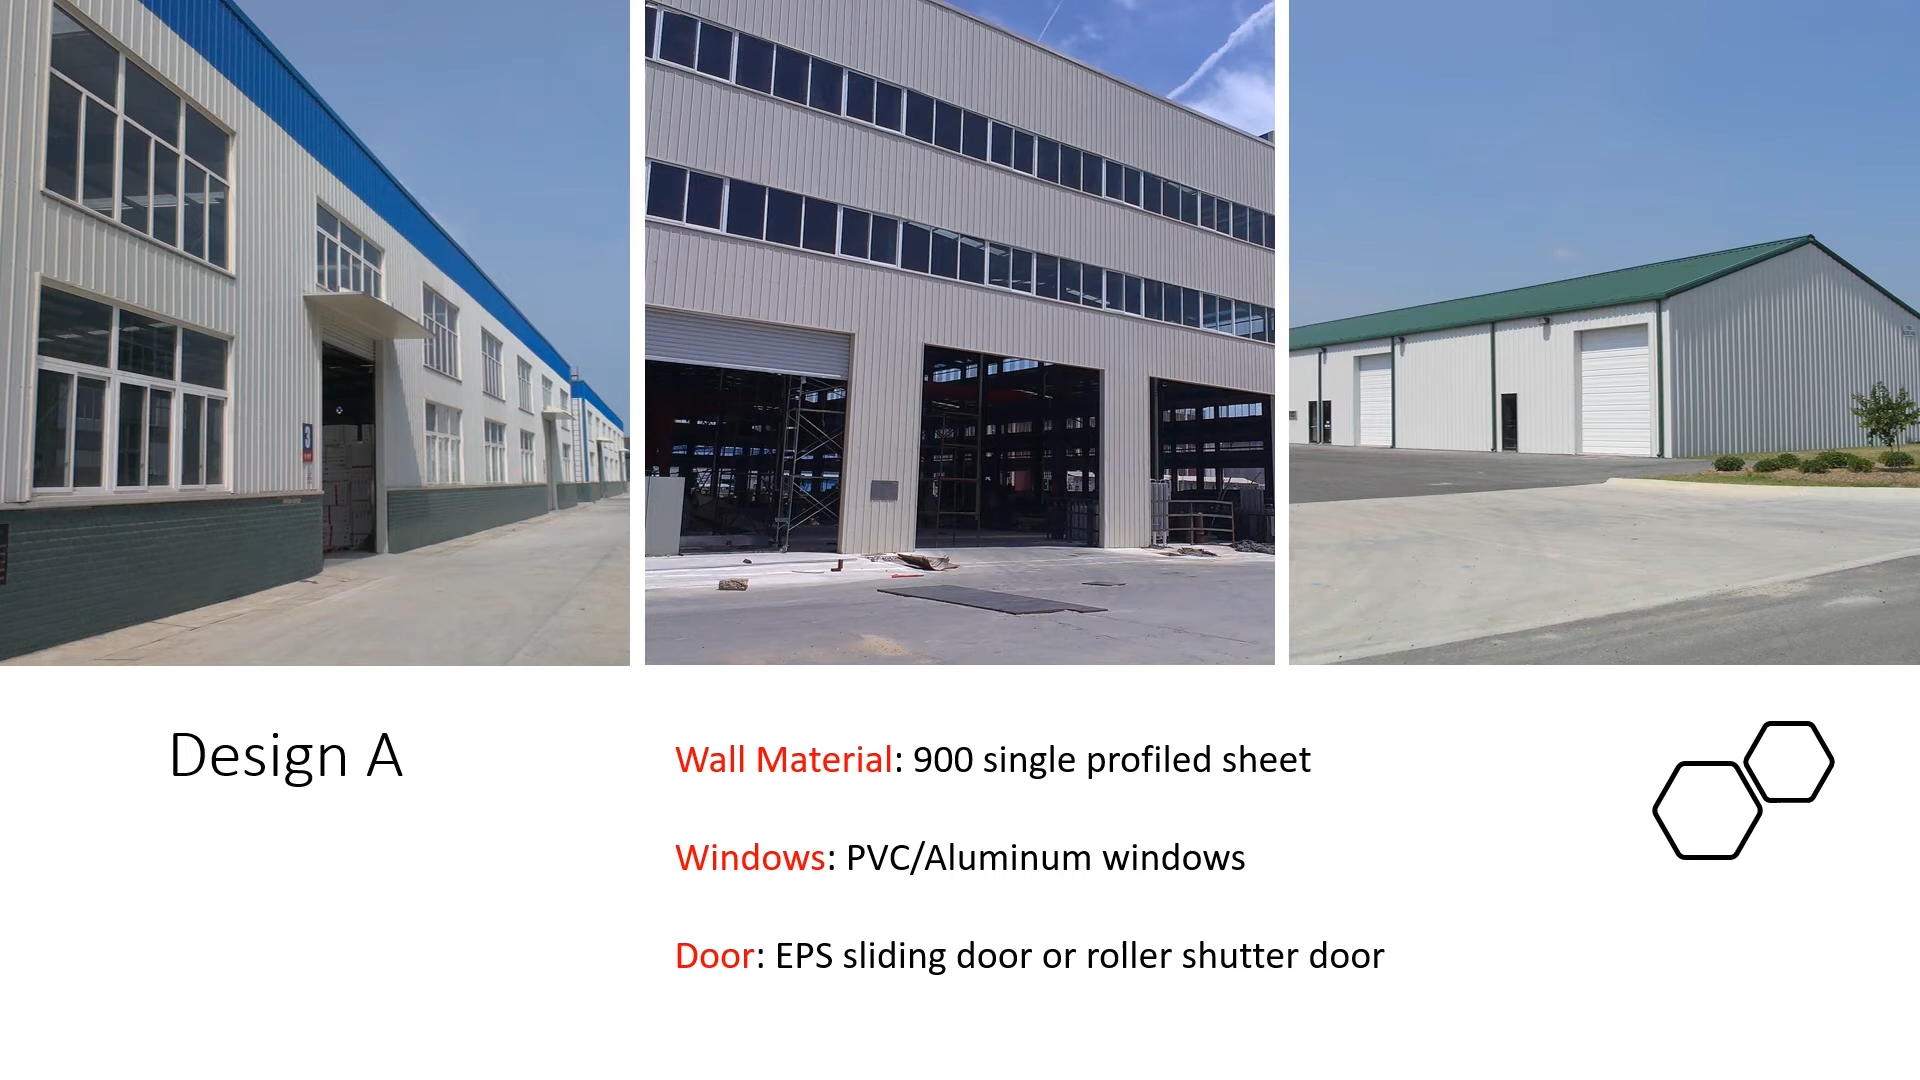 3
Design A
Wall Material: 900 single profiled sheet
Windows: PVC/Aluminum windows
Door: EPS sliding door or roller shutter door